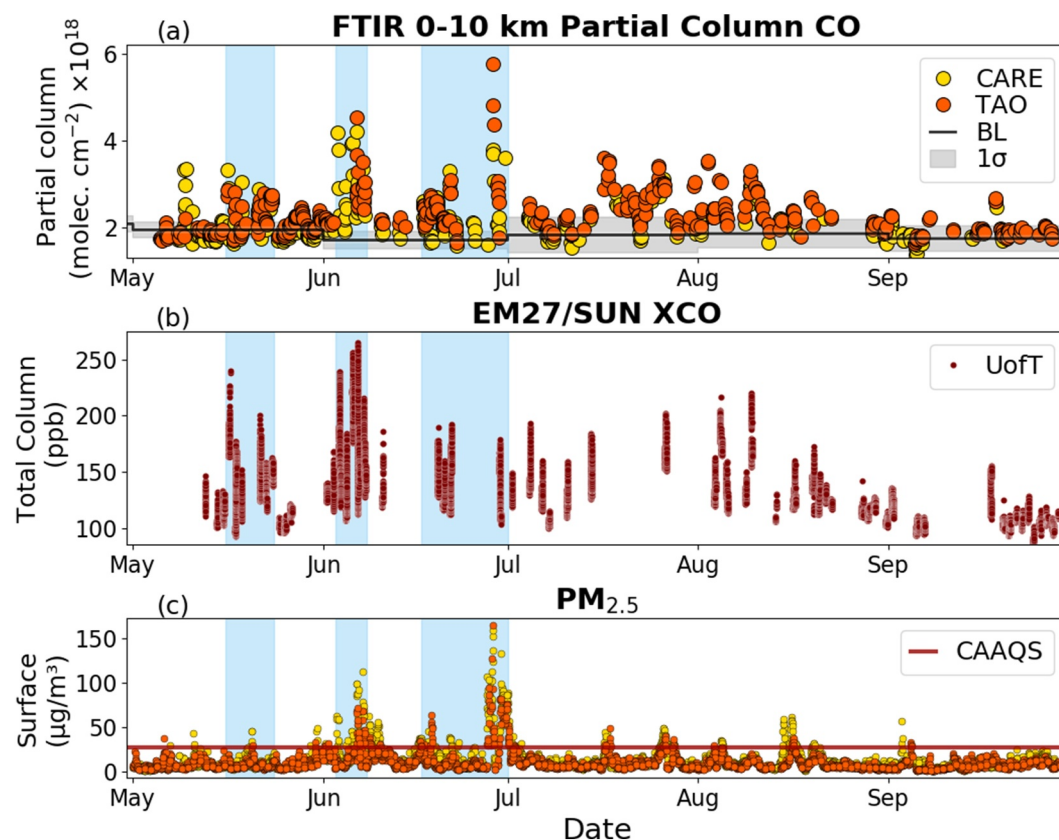 (a)
FTIR 0-10 km Partial Column CO
Partial column
(molec. cm⁻²) ×10¹⁸
6
4
2
CARE
TAO
BL
1σ
May Jun Jul Aug Sep
(b)
EM27/SUN XCO
Total Column
(ppb)
250
200
150
100
UofT
May Jun Jul Aug Sep
(c)
PM₂.₅
Surface
(μg/m³)
150
100
50
0
CAAQS
May Jun Jul Aug Sep
Date